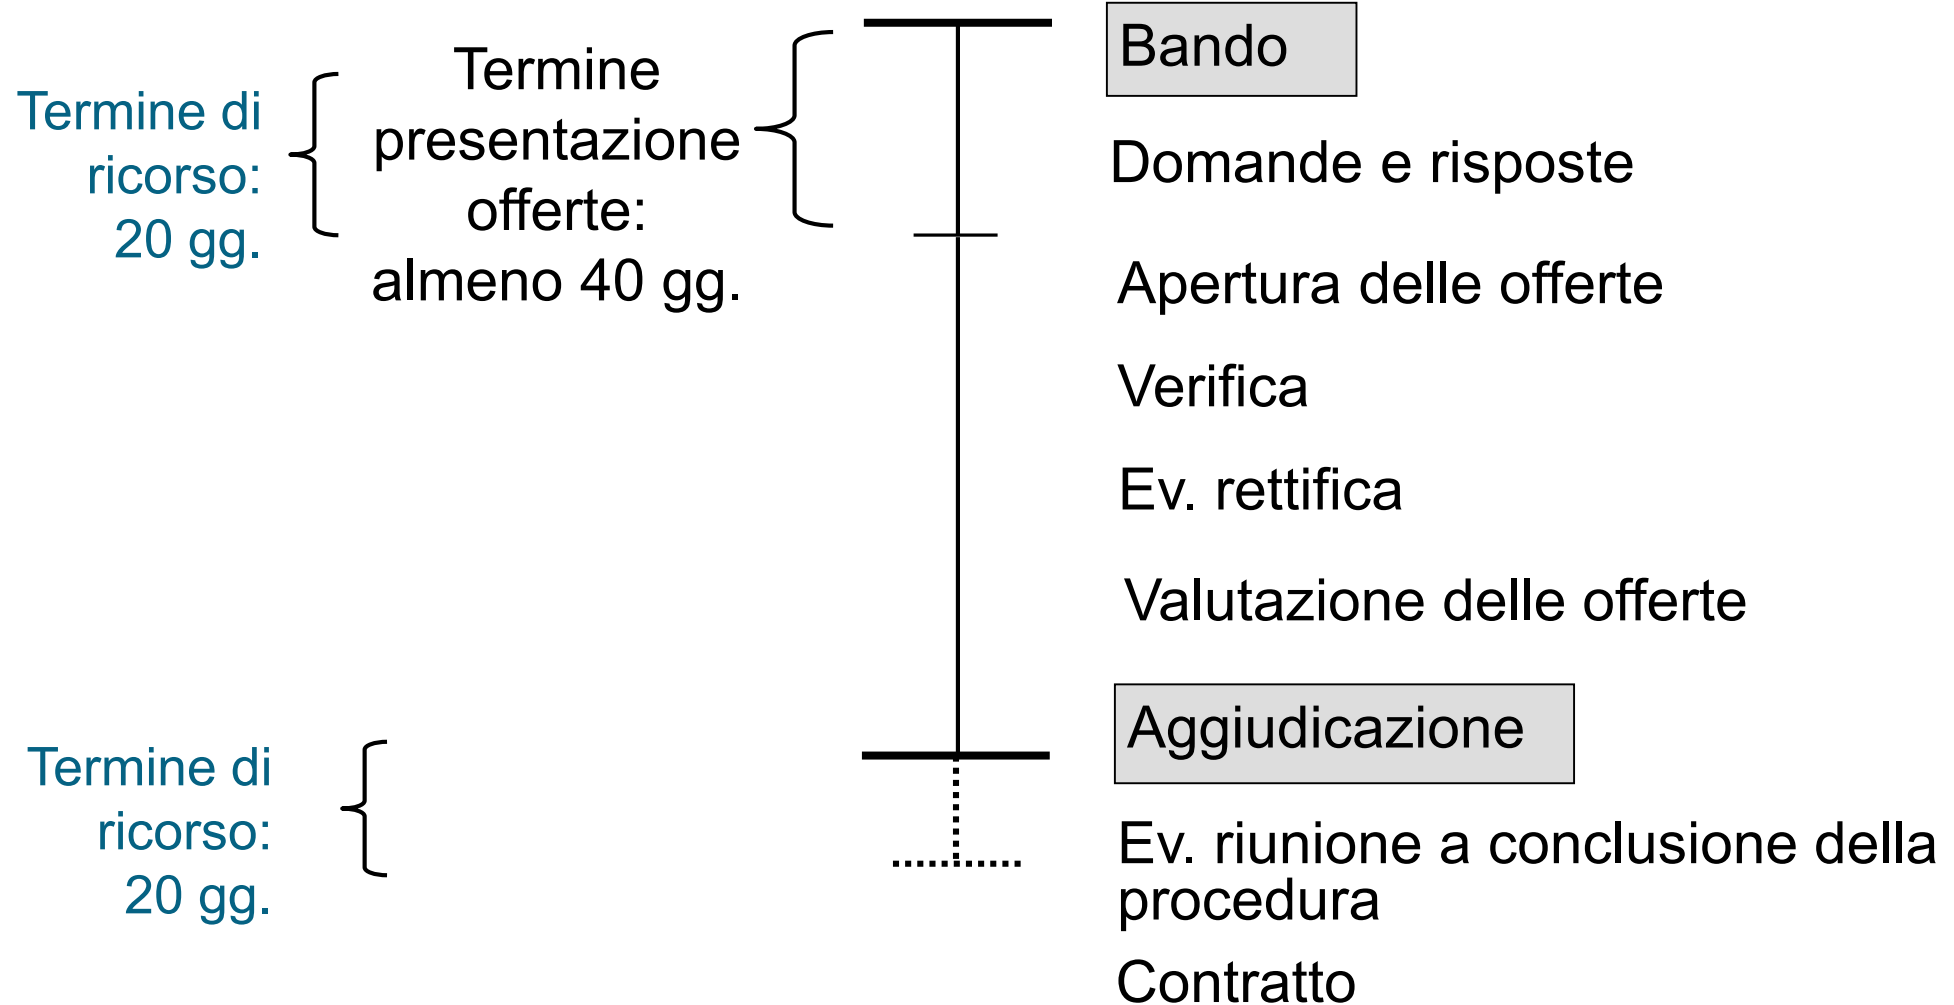 Termine di
ricorso:
20 gg.
Termine
presentazione
offerte:
almeno 40 gg.
Bando
Domande e risposte
Apertura delle offerte
Verifica
Ev. rettifica
Valutazione delle offerte
Aggiudicazione
Termine di
ricorso:
20 gg.
Ev. riunione a conclusione della
procedura
Contratto